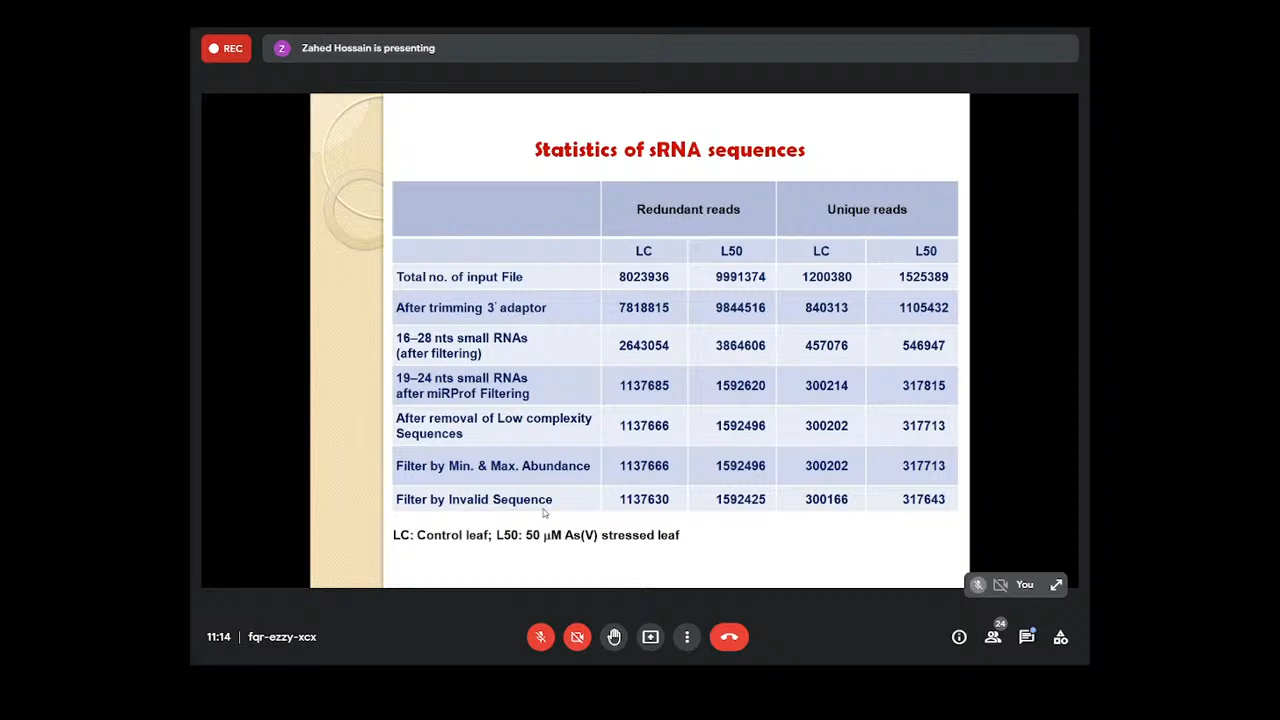 REC
Z
Zahed Hossain is presenting
Statistics of sRNA sequences
Redundant reads Unique reads
LC L50 LC L50
Total no. of input File 8023936 9991374 1200380 1525389
After trimming 3' adaptor 7818815 9844516 840313 1105432
16–28 nts small RNAs
(after filtering) 2643054 3864606 457076 546947
19–24 nts small RNAs
after miRProf Filtering 1137685 1592620 300214 317815
After removal of Low complexity
Sequences 1137666 1592496 300202 317713
Filter by Min. & Max. Abundance 1137666 1592496 300202 317713
Filter by Invalid Sequence 1137630 1592425 300166 317643
LC: Control leaf; L50: 50 μM As(V) stressed leaf
You
11:14 | fqr-ezzy-xcx
24